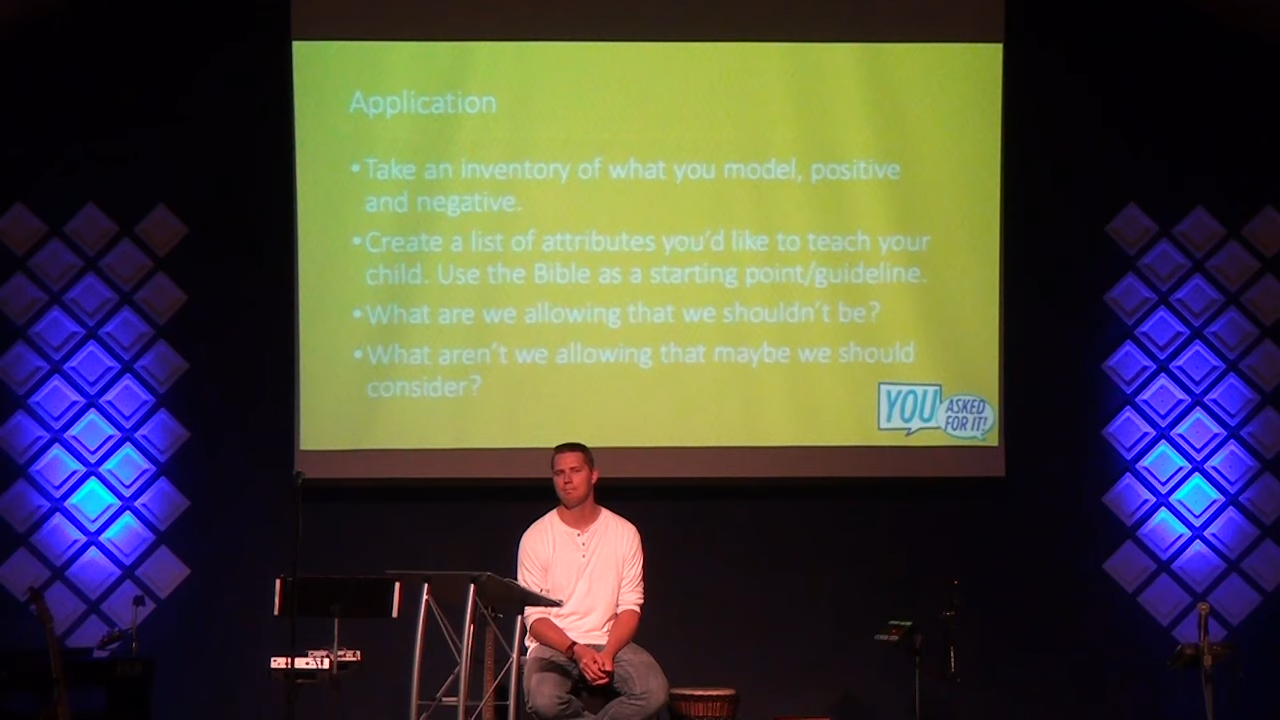 Application
•Take an inventory of what you model, positive
and negative.
•Create a list of attributes you'd like to teach your
child. Use the Bible as a starting point/guideline.
•What are we allowing that we shouldn't be?
•What aren't we allowing that maybe we should
consider?
YOU
ASKED
FOR IT!